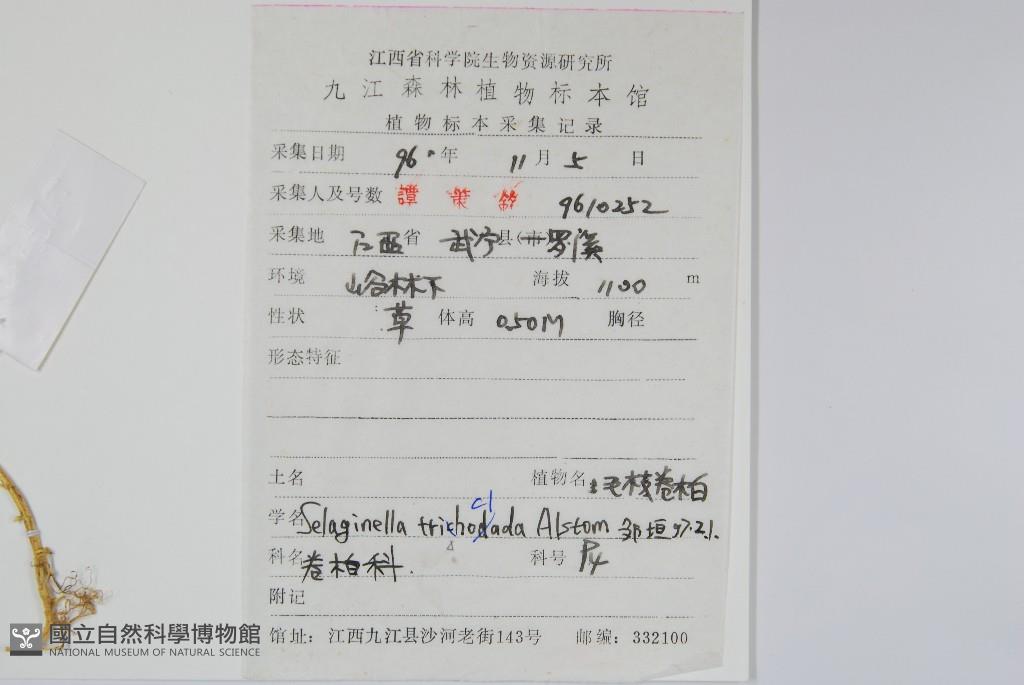 江西省科学院生物资源研究所
九江森林植物标本馆
植物标本采集记录
采集日期 96年 11月 5 日
采集人及号数 譚策銘 9610252
采集地 江西省 武宁县(市) 罗溪
环境 山谷林下 海拔 1100 m
性状 草 体高 0.50M 胸径
形态特征
土名 植物名 毛枝卷柏
cl
学名 Selaginella trichodada Alstom 邹垣 97.2.1.
科名 卷柏科. 科号 P4
附记
馆址：江西九江县沙河老街143号 邮编：332100
國立自然科學博物館
NATIONAL MUSEUM OF NATURAL SCIENCE